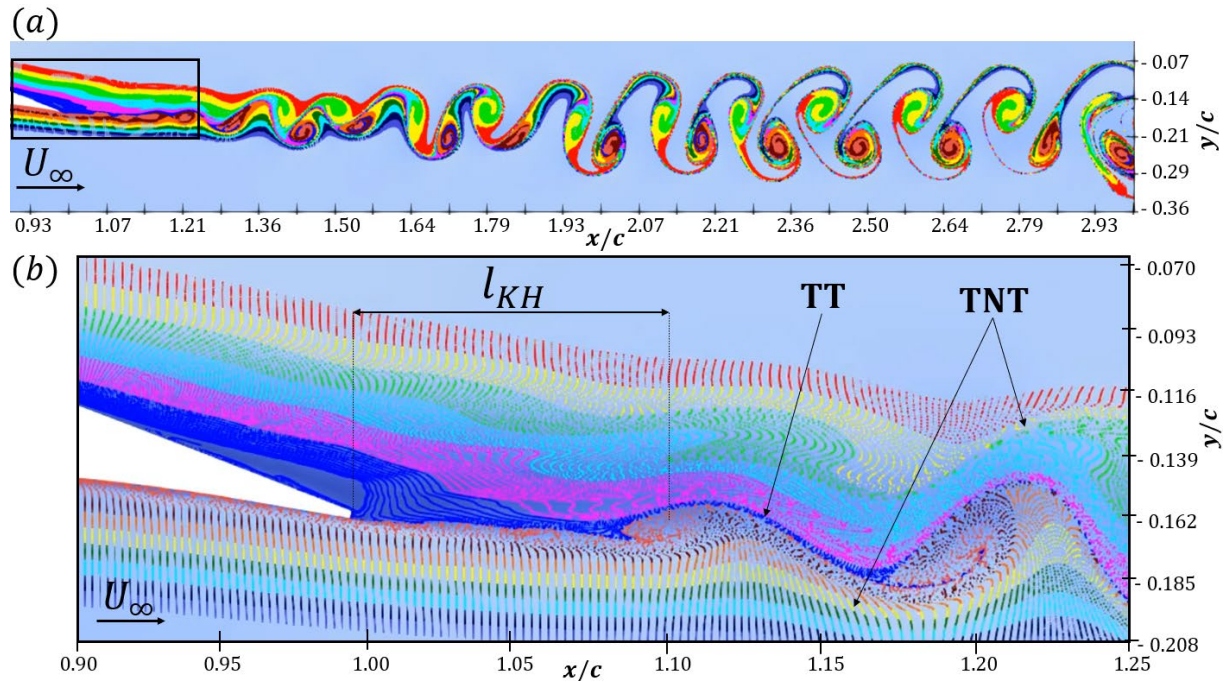 (a)
- 0.07
- 0.14
- 0.21
- 0.29
- 0.36
y/c
U∞
0.93 1.07 1.21 1.36 1.50 1.64 1.79 1.93 2.07 2.21 2.36 2.50 2.64 2.79 2.93
x/c
(b)
l_KH
TT
TNT
- 0.070
- 0.093
- 0.116
- 0.139
- 0.162
- 0.185
- 0.208
y/c
U∞
0.90 0.95 1.00 1.05 1.10 1.15 1.20 1.25
x/c